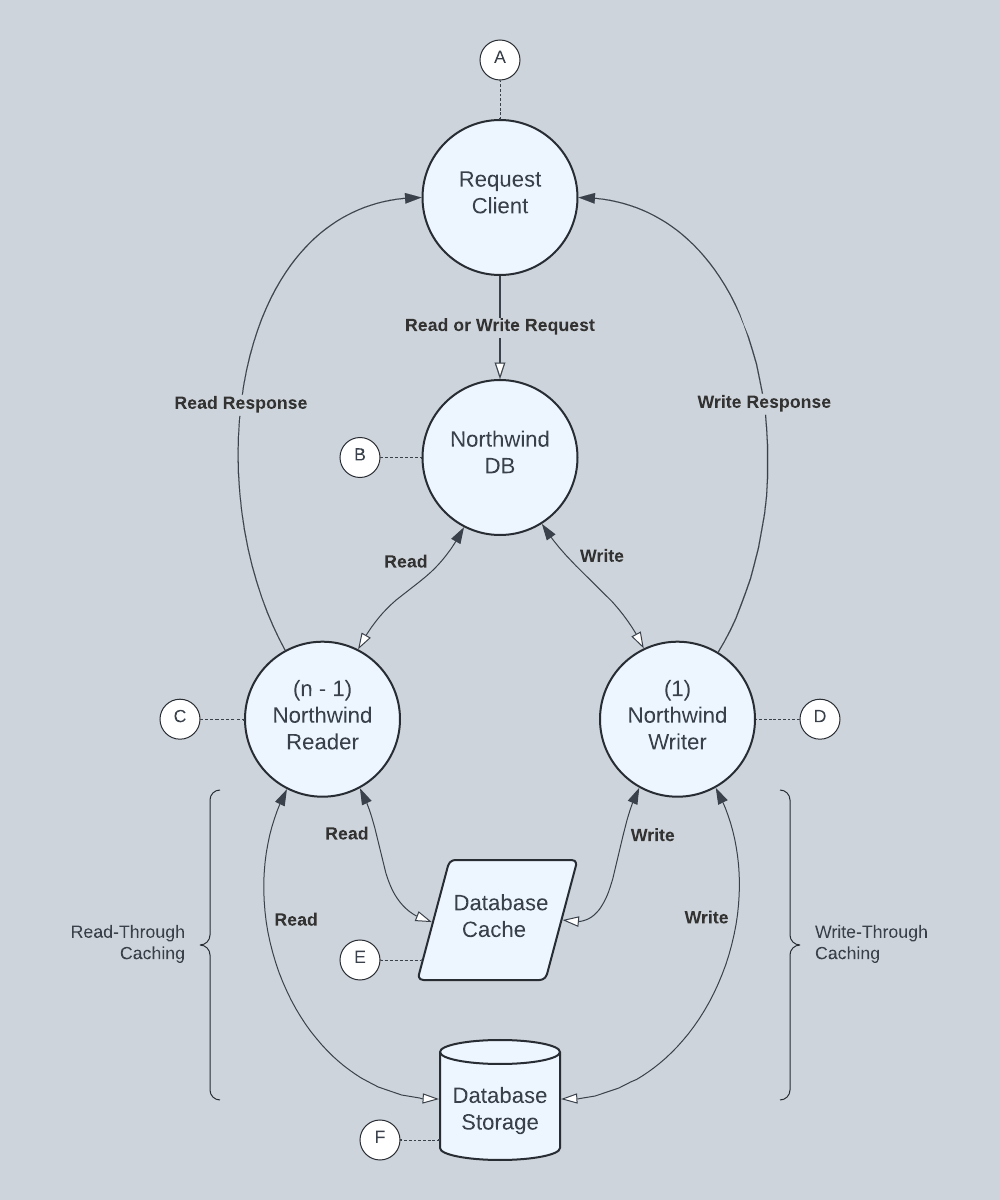 A
Request
Client
Read or Write Request
Read Response
Write Response
Northwind
DB
B
Read
Write
(n - 1)
Northwind
Reader
(1)
Northwind
Writer
C
D
Read
Write
Database
Cache
Read
Write
Read-Through
Caching
Write-Through
Caching
E
Database
Storage
F